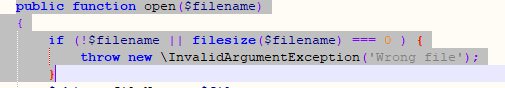 public function open($filename)
{
if (!$filename || filesize($filename) === 0 ) {
throw new \InvalidArgumentException('Wrong file');
}